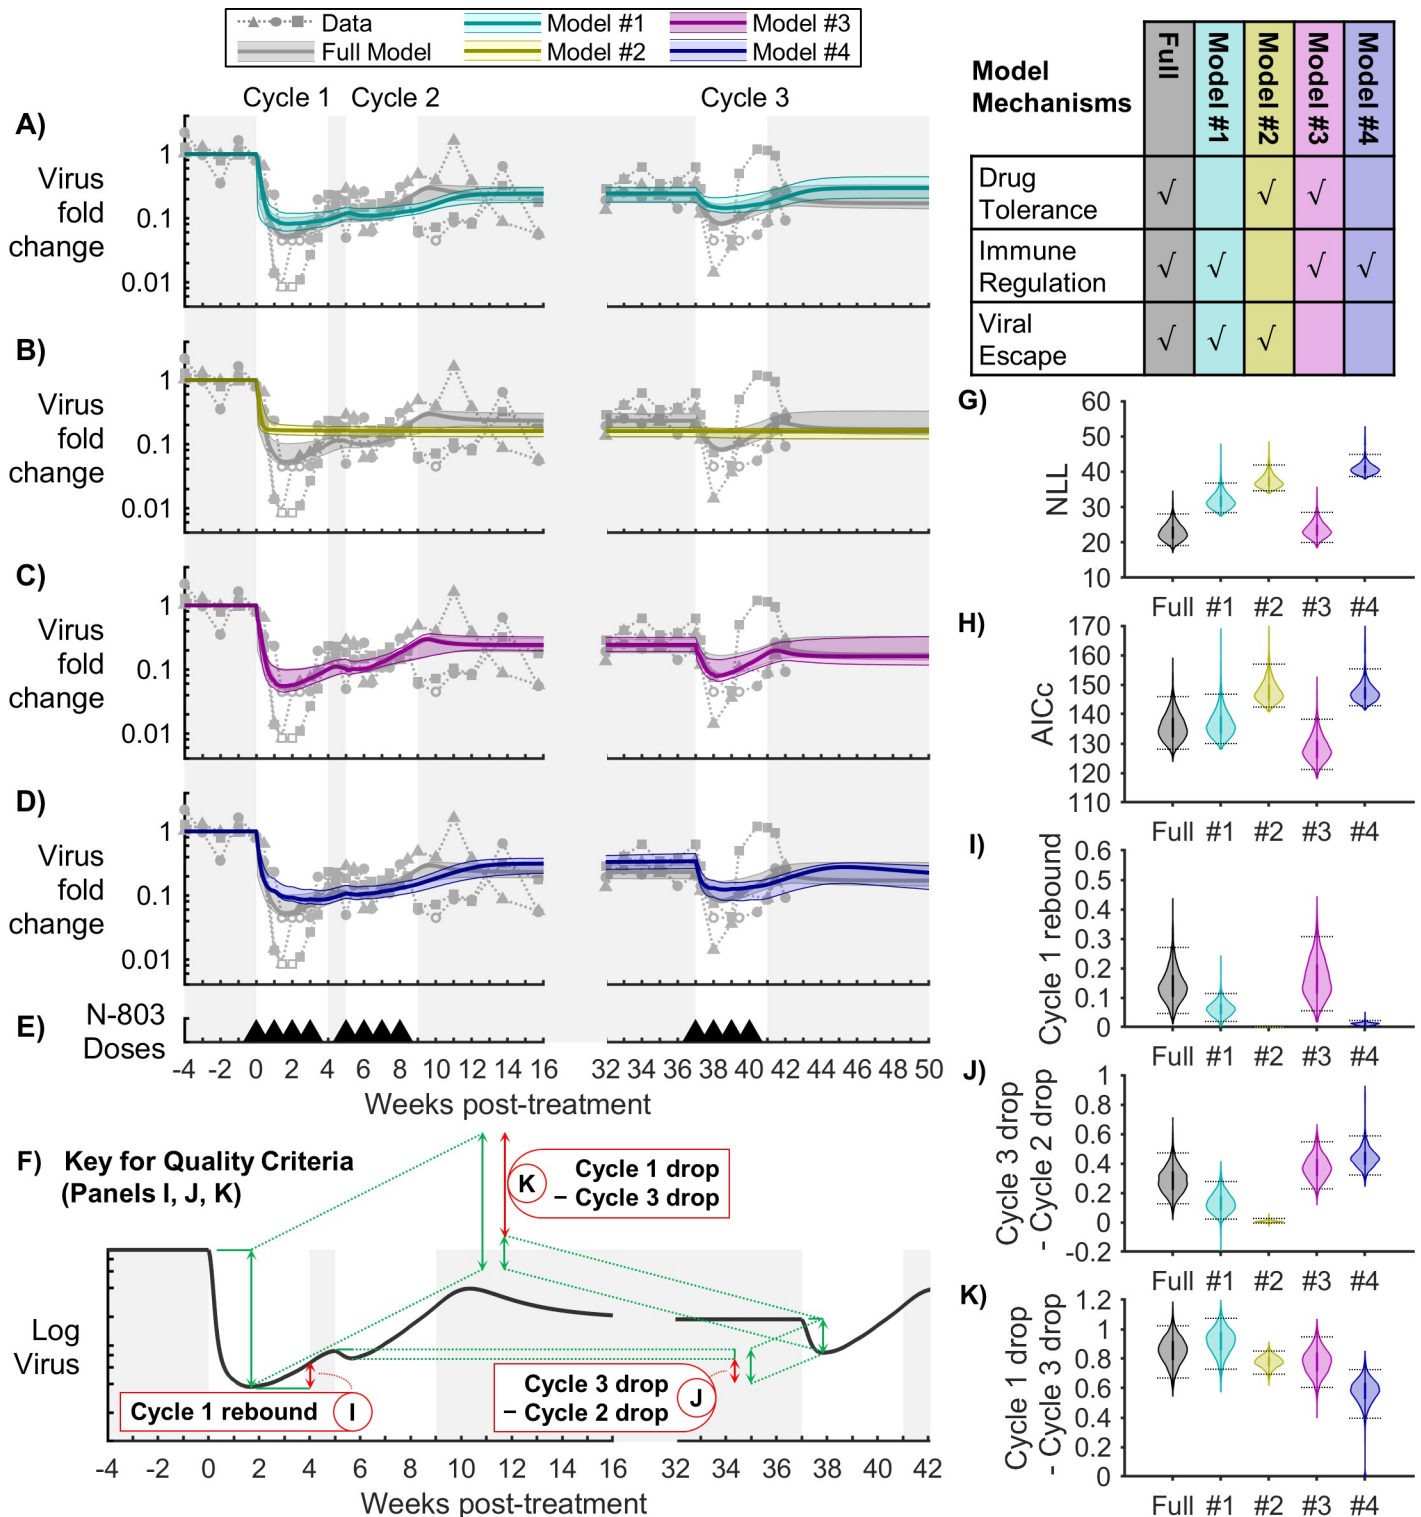 Data
Full Model
Model #1
Model #2
Model #3
Model #4
Cycle 1
Cycle 2
Cycle 3
A)
Virus
fold
change
1
0.1
0.01
B)
Virus
fold
change
1
0.1
0.01
C)
Virus
fold
change
1
0.1
0.01
D)
Virus
fold
change
1
0.1
0.01
E)
N-803
Doses
-4 -2 0 2 4 6 8 10 12 14 16 32 34 36 38 40 42 44 46 48 50
Weeks post-treatment
F) Key for Quality Criteria
(Panels I, J, K)
K
Cycle 1 drop
– Cycle 3 drop
Log
Virus
Cycle 1 rebound
I
Cycle 3 drop
– Cycle 2 drop
J
-4 -2 0 2 4 6 8 10 12 14 16 32 34 36 38 40 42
Weeks post-treatment
Model
Mechanisms
Full
Model #1
Model #2
Model #3
Model #4
Drug
Tolerance
√ √ √
Immune
Regulation
√ √ √ √
Viral
Escape
√ √ √
G)
NLL
60
50
40
30
20
10
Full #1 #2 #3 #4
H)
AICc
170
160
150
140
130
120
110
Full #1 #2 #3 #4
I)
Cycle 1 rebound
0.6
0.5
0.4
0.3
0.2
0.1
0
Full #1 #2 #3 #4
J)
Cycle 3 drop
- Cycle 2 drop
1
0.8
0.6
0.4
0.2
0
-0.2
Full #1 #2 #3 #4
K)
Cycle 1 drop
- Cycle 3 drop
1.2
1
0.8
0.6
0.4
0.2
0
Full #1 #2 #3 #4